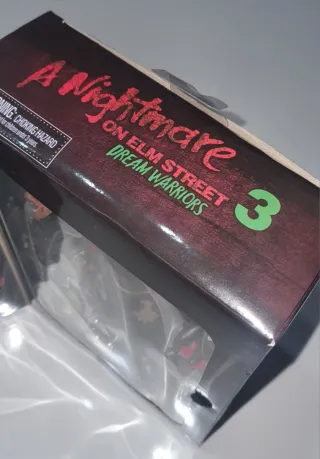 WARNING: CHOKING HAZARD
A Nightmare
ON ELM STREET
3
DREAM WARRIORS